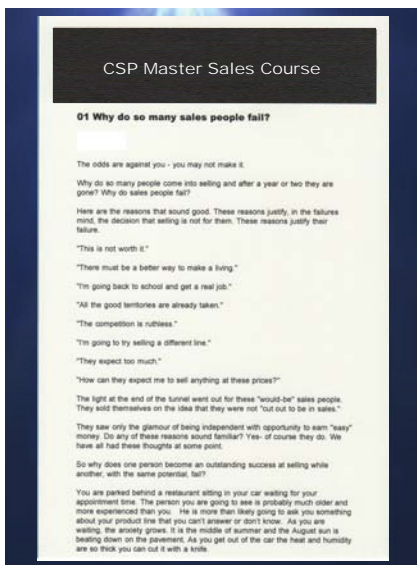 CSP Master Sales Course
01 Why do so many sales people fail?
The odds are against you - you may not make it.
Why do so many people come into selling and after a year or two they are
gone? Why do sales people fail?
Here are the reasons that sound good. These reasons justify, in the failures
mind, the decision that selling is not for them. These reasons justify their
failure.
"This is not worth it."
"There must be a better way to make a living."
"I'm going back to school and get a real job."
"All the good territories are already taken."
"The competition is ruthless."
"I'm going to try selling a different line."
"They expect too much."
"How can they expect me to sell anything at these prices?"
The light at the end of the tunnel went out for these "would-be" sales people.
They sold themselves on the idea that they were not "cut out to be in sales."
They saw only the glamour of being independent with opportunity to earn "easy"
money. Do any of these reasons sound familiar? Yes- of course they do. We
have all had these thoughts at some point.
So why does one person become an outstanding success at selling while
another, with the same potential, fail?
You are parked behind a restaurant sitting in your car waiting for your
appointment time. The person you are going to see is probably much older and
more experienced than you. He is more than likely going to ask you something
about your product line that you can't answer or don't know. As you are
waiting, the anxiety grows. It is the middle of summer and the August sun is
beating down on the pavement. As you get out of the car the heat and humidity
are so thick you can cut it with a knife.